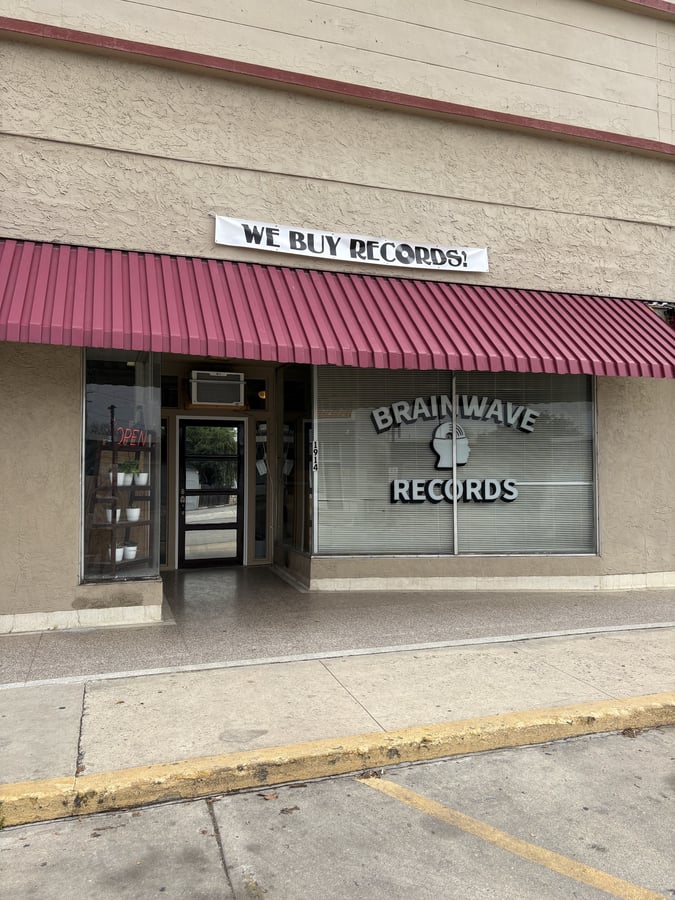 WE BUY RECORDS!
OPEN
1914
BRAINWAVE
RECORDS